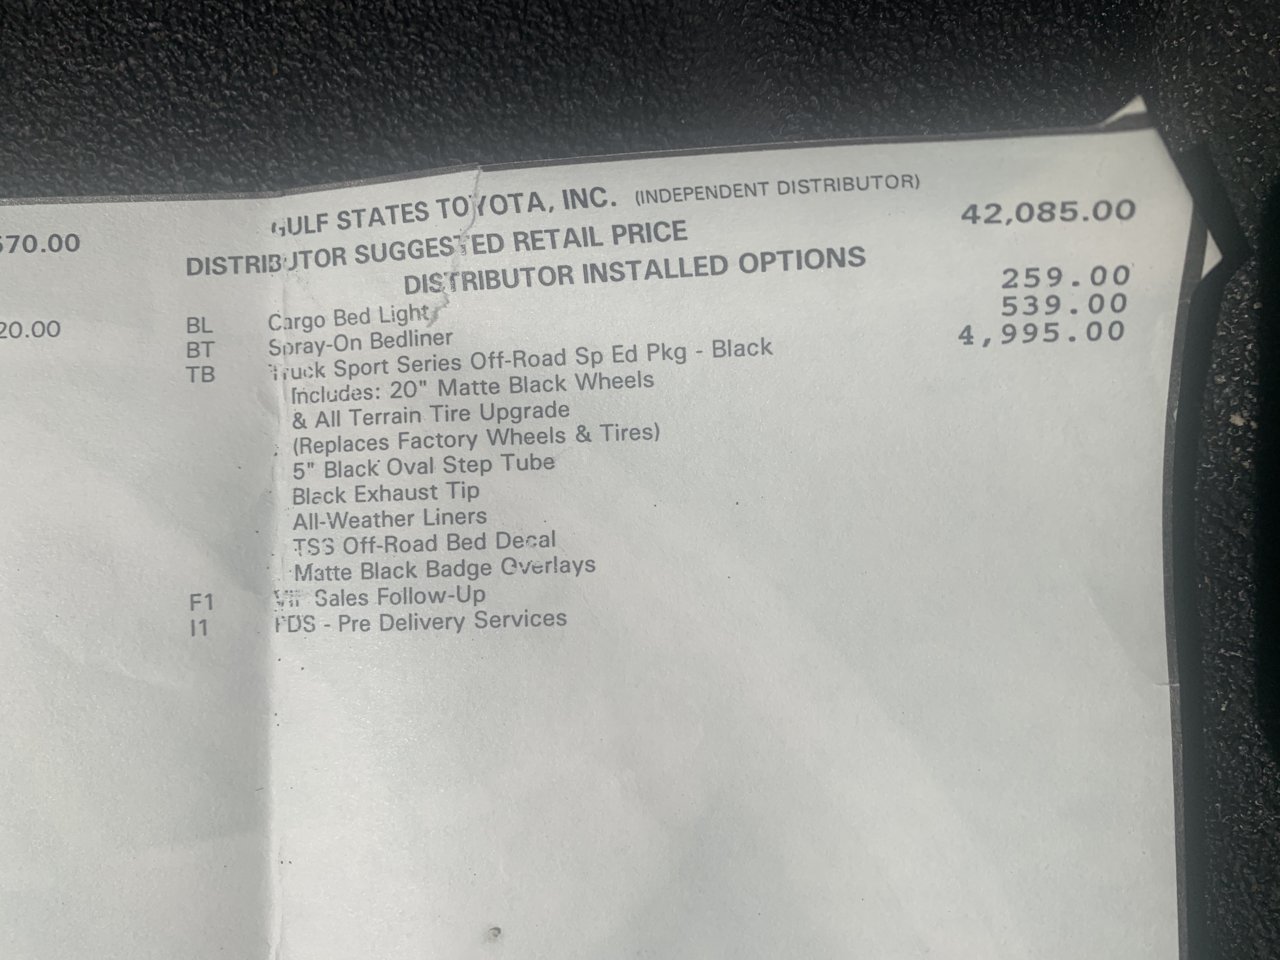 GULF STATES TOYOTA, INC. (INDEPENDENT DISTRIBUTOR)
70.00
DISTRIBUTOR SUGGESTED RETAIL PRICE 42,085.00
DISTRIBUTOR INSTALLED OPTIONS
20.00
BL Cargo Bed Light 259.00
BT Spray-On Bedliner 539.00
TB Truck Sport Series Off-Road Sp Ed Pkg - Black 4,995.00
Includes: 20" Matte Black Wheels
& All Terrain Tire Upgrade
(Replaces Factory Wheels & Tires)
5" Black Oval Step Tube
Black Exhaust Tip
All-Weather Liners
TSS Off-Road Bed Decal
Matte Black Badge Overlays
F1 Sales Follow-Up
I1 PDS - Pre Delivery Services